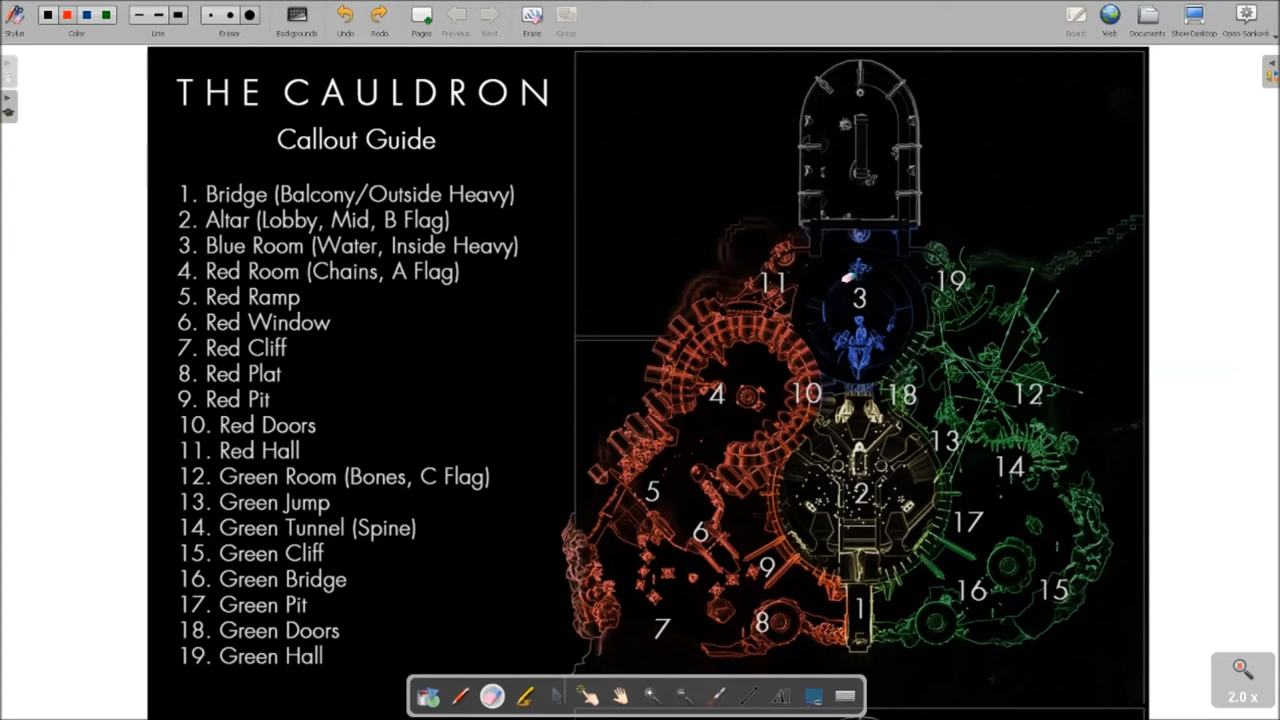 Stylus Color Line Eraser Backgrounds Undo Redo Pages Previous Next Erase Group Board Web Documents Show Desktop Open-Sankoré
THE CAULDRON
Callout Guide
1. Bridge (Balcony/Outside Heavy)
2. Altar (Lobby, Mid, B Flag)
3. Blue Room (Water, Inside Heavy)
4. Red Room (Chains, A Flag)
5. Red Ramp
6. Red Window
7. Red Cliff
8. Red Plat
9. Red Pit
10. Red Doors
11. Red Hall
12. Green Room (Bones, C Flag)
13. Green Jump
14. Green Tunnel (Spine)
15. Green Cliff
16. Green Bridge
17. Green Pit
18. Green Doors
19. Green Hall
11 19
3
4 10 18 12
13
14
5 2
17
6
9
16 15
1
7 8
AI
2.0 x